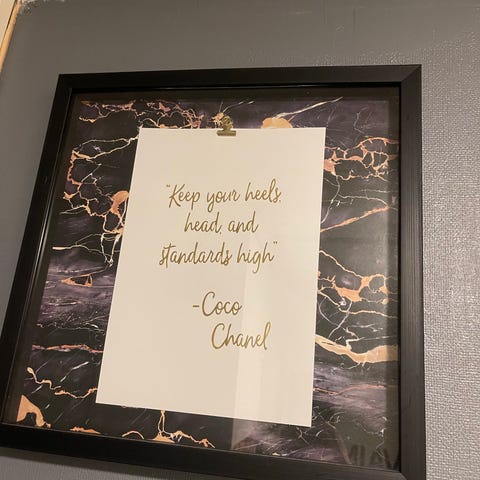 "Keep your heels,
head, and
standards high"
-Coco
Chanel